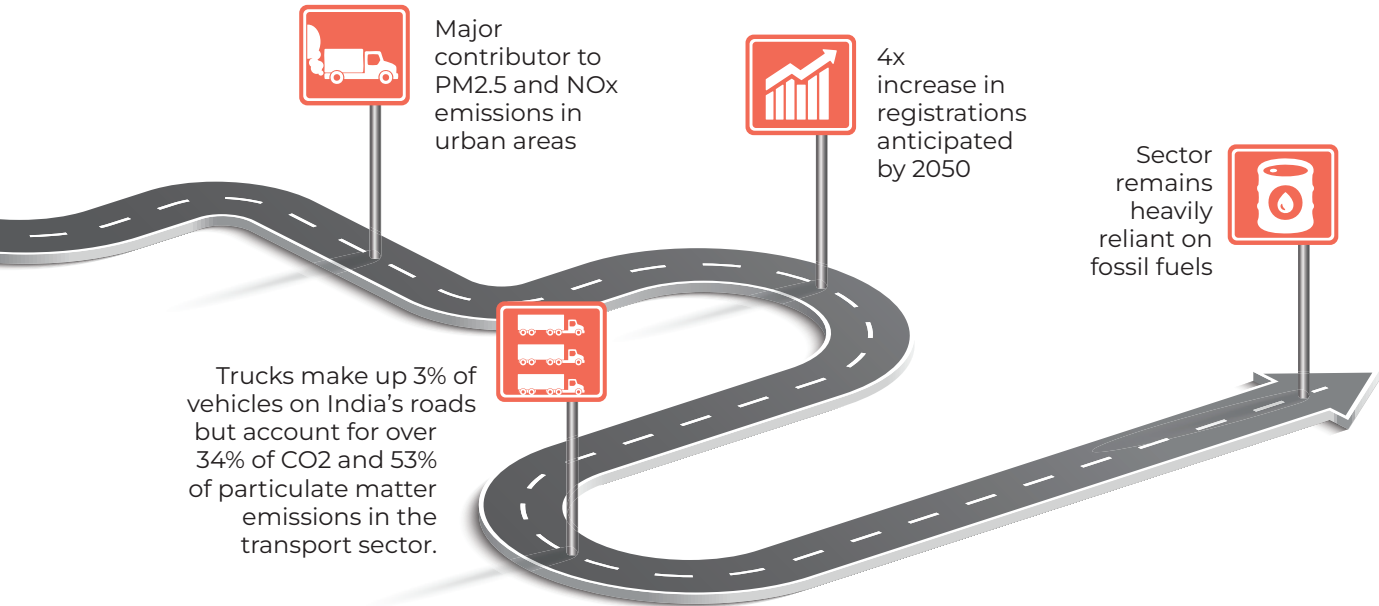 Major
contributor to
PM2.5 and NOx
emissions in
urban areas
4x
increase in
registrations
anticipated
by 2050
Sector
remains
heavily
reliant on
fossil fuels
Trucks make up 3% of
vehicles on India’s roads
but account for over
34% of CO2 and 53%
of particulate matter
emissions in the
transport sector.